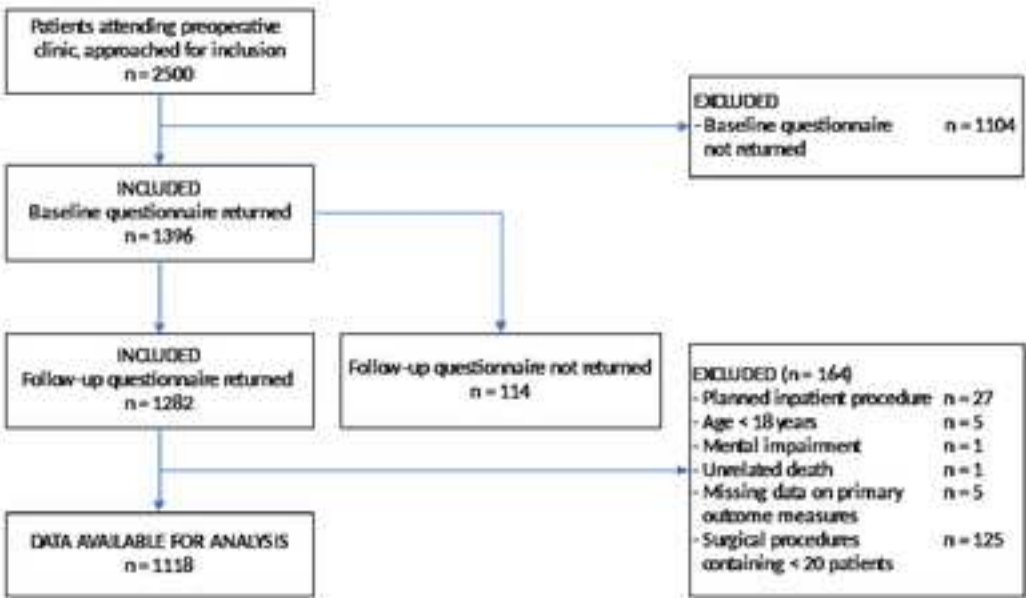 Patients attending preoperative
clinic, approached for inclusion
n = 2500
EXCLUDED
- Baseline questionnaire n = 1104
not returned
INCLUDED
Baseline questionnaire returned
n = 1396
INCLUDED
Follow-up questionnaire returned
n = 1282
Follow-up questionnaire not returned
n = 114
EXCLUDED (n = 164)
- Planned inpatient procedure n = 27
- Age < 18 years n = 5
- Mental impairment n = 1
- Unrelated death n = 1
- Missing data on primary n = 5
outcome measures
- Surgical procedures n = 125
containing < 20 patients
DATA AVAILABLE FOR ANALYSIS
n = 1118